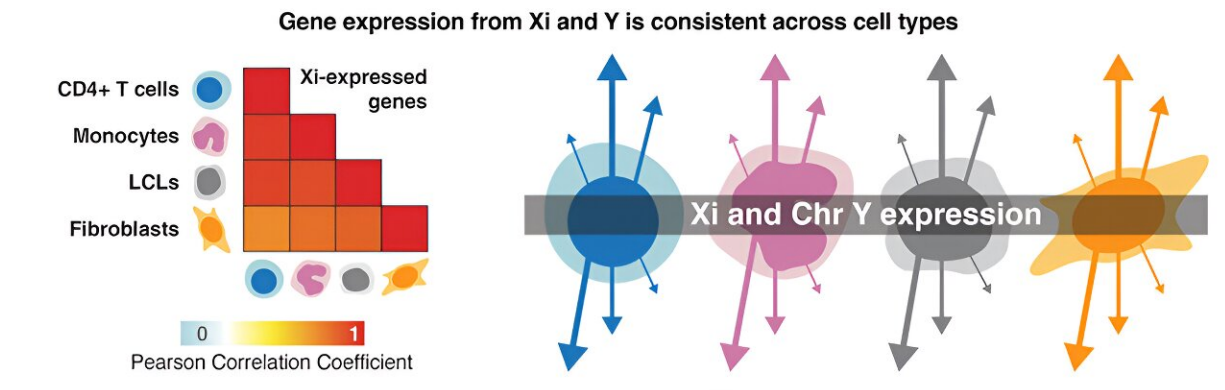 Gene expression from Xi and Y is consistent across cell types
Xi-expressed
genes
CD4+ T cells
Monocytes
LCLs
Fibroblasts
Xi and Chr Y expression
0 1
Pearson Correlation Coefficient